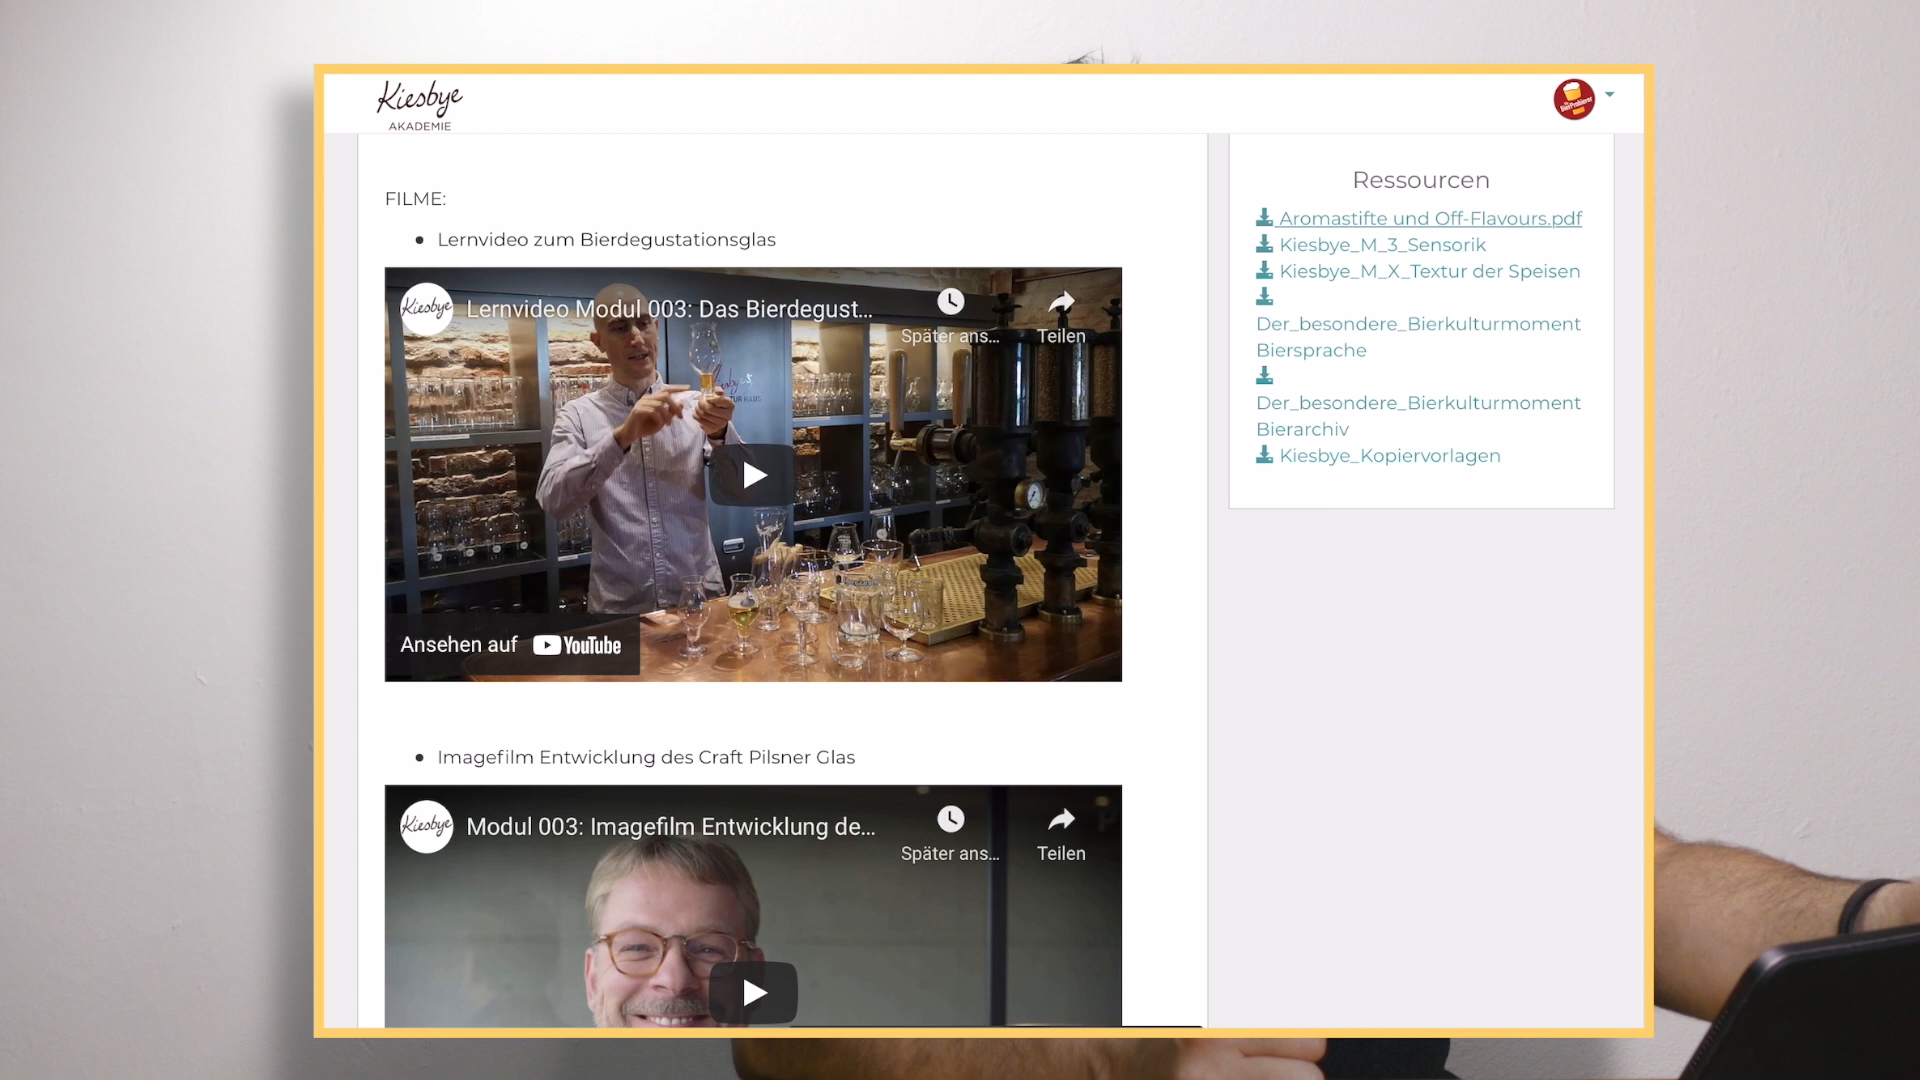 Kiesbye
AKADEMIE
BierProbierer
FILME:
Lernvideo zum Bierdegustationsglas
Kiesbye
Lernvideo Modul 003: Das Bierdegust...
Später ans...
Teilen
Ansehen auf YouTube
Imagefilm Entwicklung des Craft Pilsner Glas
Kiesbye
Modul 003: Imagefilm Entwicklung de...
Später ans...
Teilen
Ressourcen
Aromastifte und Off-Flavours.pdf
Kiesbye_M_3_Sensorik
Kiesbye_M_X_Textur der Speisen
Der_besondere_Bierkulturmoment
Biersprache
Der_besondere_Bierkulturmoment
Bierarchiv
Kiesbye_Kopiervorlagen